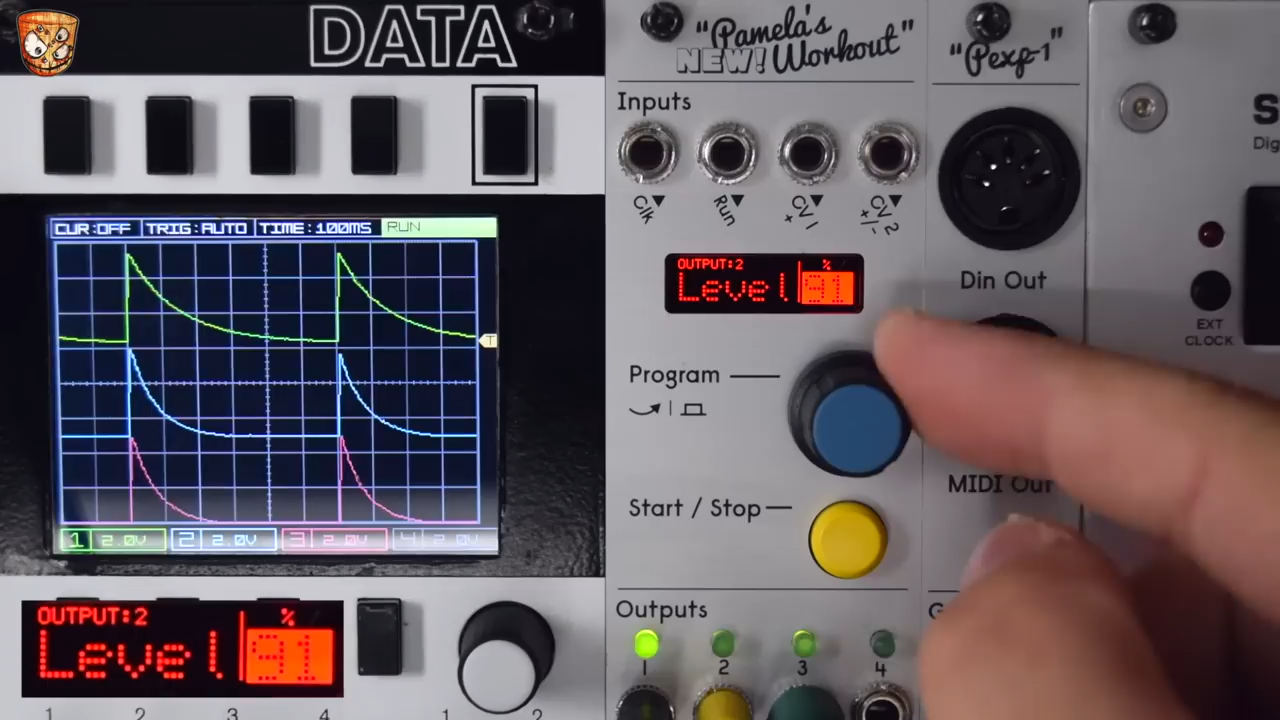 DATA
CUR:OFF TRIG:AUTO TIME:100MS RUN
T
1 2.0V 2 2.0V 3 2.0V 4 2.0V
OUTPUT:2 %
Level 91
1 2 3 4 1 2
"Pamela's
NEW! Workout"
Inputs
Clk
Run
CV 1
+
CV 2
+/-
OUTPUT:2 %
Level 91
Program
Start / Stop
Outputs
1 2 3 4
"Pexp-1"
Din Out
MIDI Out
G
S
Dig
EXT
CLOCK